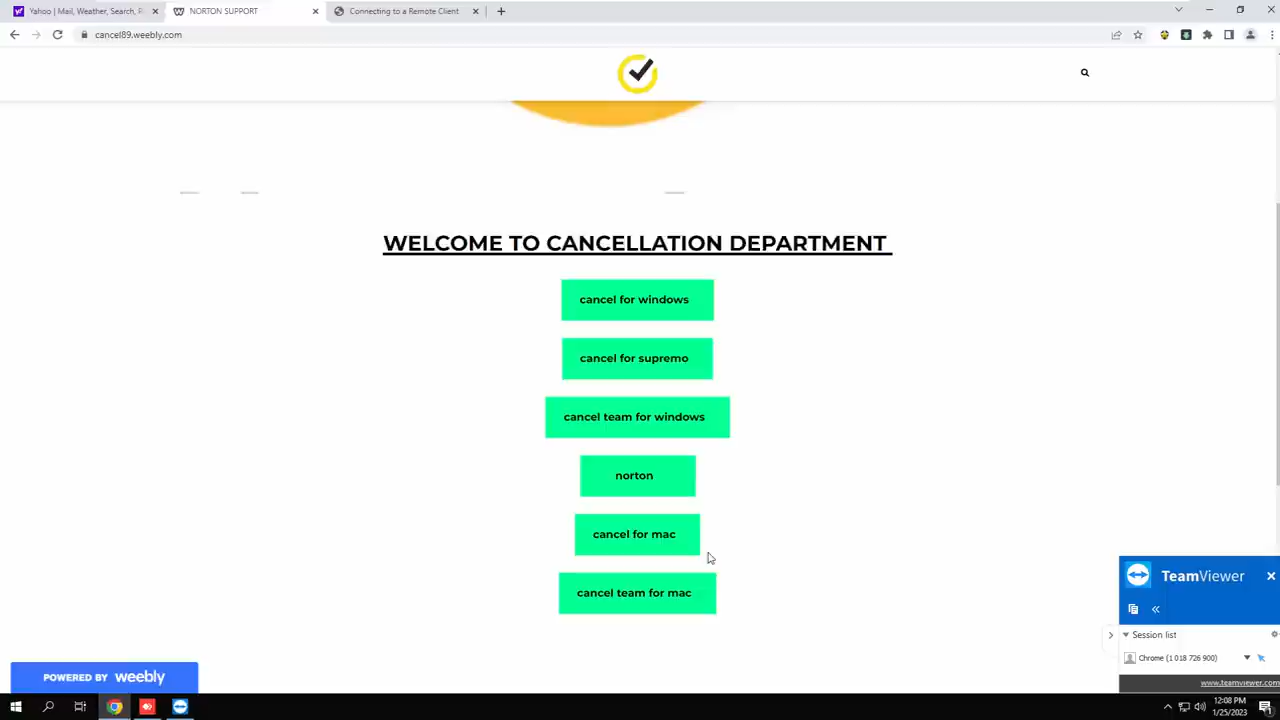 Yahoo | Mail, Weather, Search, P
NORTON SUPPORT
Connecting to a Remote Client
cancel89.weebly.com
WELCOME TO CANCELLATION DEPARTMENT
cancel for windows
cancel for supremo
cancel team for windows
norton
cancel for mac
cancel team for mac
POWERED BY weebly
TeamViewer
Session list
Chrome (1 018 726 900)
www.teamviewer.com
12:08 PM
1/25/2023